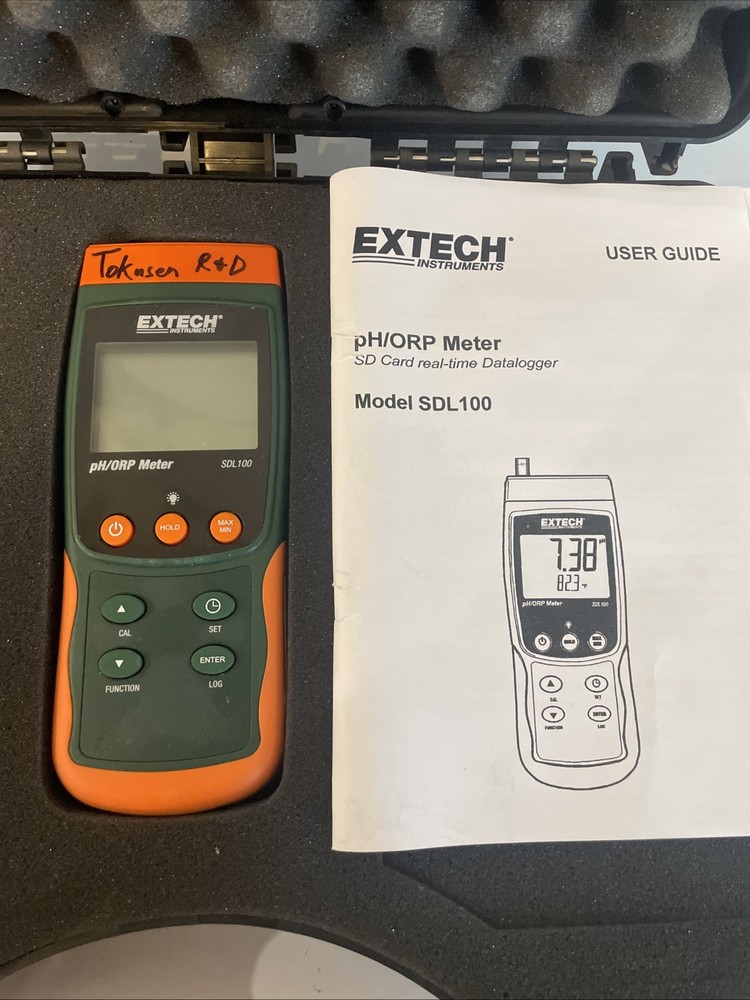 Tokusen R&D
EXTECH®
INSTRUMENTS
pH/ORP Meter
SDL100
HOLD
MAX
MIN
CAL
SET
ENTER
FUNCTION
LOG
EXTECH®
INSTRUMENTS
USER GUIDE
pH/ORP Meter
SD Card real-time Datalogger
Model SDL100
EXTECH
7.38 pH
82.3 °F
pH/ORP Meter
SDL100
CAL
SET
ENTER
FUNCTION
LOG